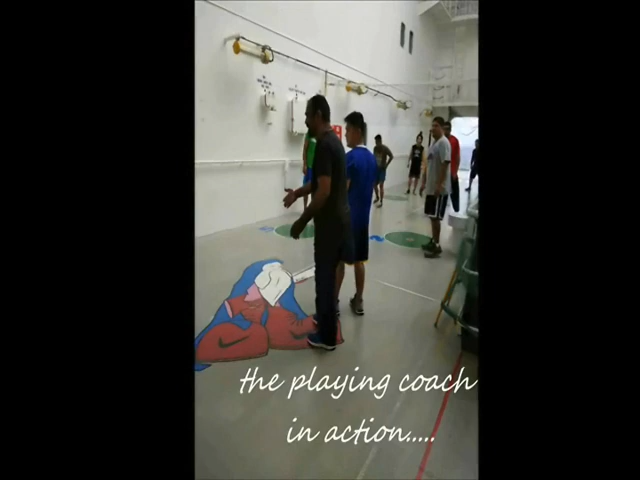 the playing coach
in action.....